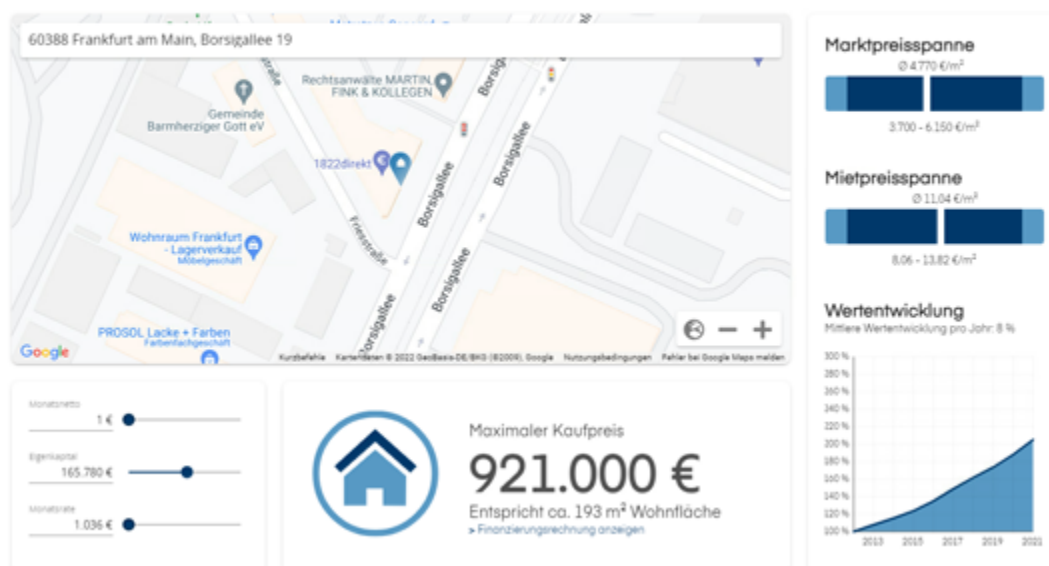 60388 Frankfurt am Main, Borsigallee 19
Rechtsanwälte MARTIN,
FINK & KOLLEGEN
Gemeinde
Barmherziger Gott eV
1822direkt
Borsigallee
Borsigallee
Borsigallee
Borsigallee
Friesstraße
Wohnraum Frankfurt
- Lagerverkauf
Möbelgeschäft
PROSOL Lacke + Farben
Farbenfachgeschäft
Google
Kurzbefehle Kartendaten © 2022 GeoBasis-DE/BKG (©2009), Google Nutzungsbedingungen Fehler bei Google Maps melden
Monatsnetto
1 €
Eigenkapital
165.780 €
Monatsrate
1.036 €
Maximaler Kaufpreis
921.000 €
Entspricht ca. 193 m² Wohnfläche
> Finanzierungsrechnung anzeigen
Marktpreisspanne
Ø 4.770 €/m²
3.700 - 6.150 €/m²
Mietpreisspanne
Ø 11,04 €/m²
8,06 - 13,82 €/m²
Wertentwicklung
Mittlere Wertentwicklung pro Jahr: 8 %
300 %
280 %
260 %
240 %
220 %
200 %
180 %
160 %
140 %
120 %
100 %
2013 2015 2017 2019 2021